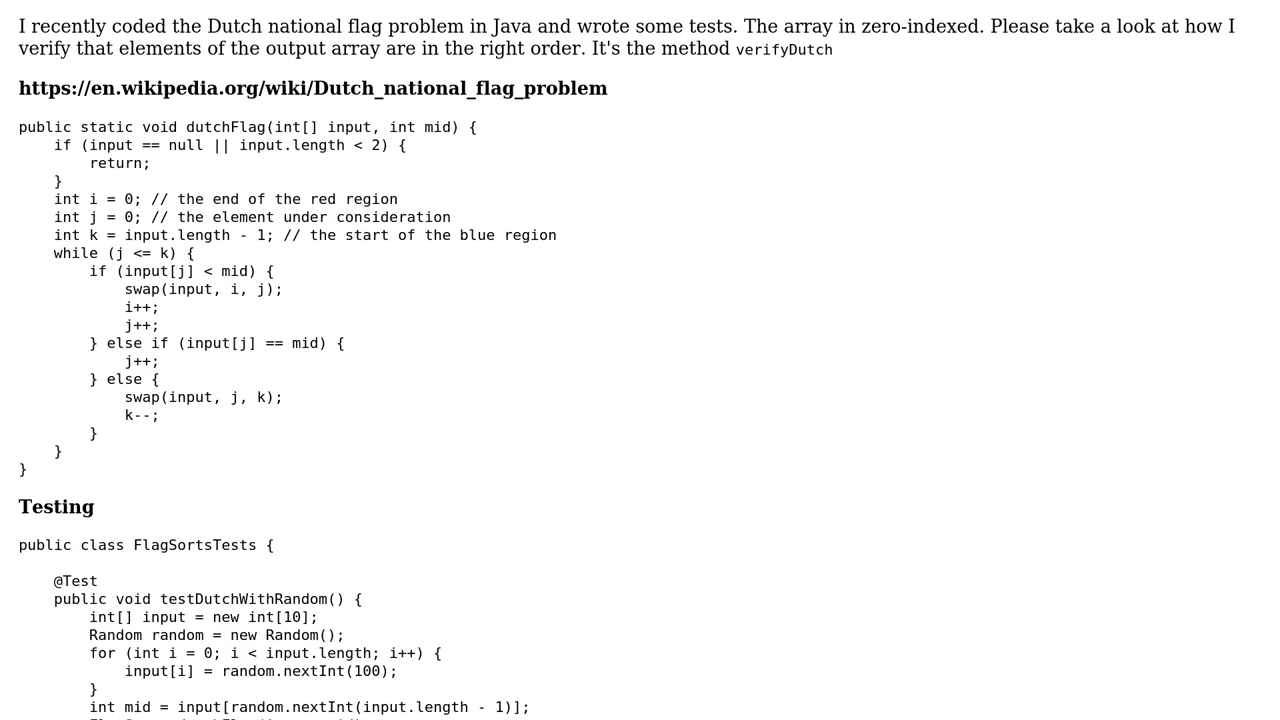 I recently coded the Dutch national flag problem in Java and wrote some tests. The array in zero-indexed. Please take a look at how I
verify that elements of the output array are in the right order. It's the method verifyDutch
https://en.wikipedia.org/wiki/Dutch_national_flag_problem
public static void dutchFlag(int[] input, int mid) {
    if (input == null || input.length < 2) {
        return;
    }
    int i = 0; // the end of the red region
    int j = 0; // the element under consideration
    int k = input.length - 1; // the start of the blue region
    while (j <= k) {
        if (input[j] < mid) {
            swap(input, i, j);
            i++;
            j++;
        } else if (input[j] == mid) {
            j++;
        } else {
            swap(input, j, k);
            k--;
        }
    }
}
Testing
public class FlagSortsTests {
    @Test
    public void testDutchWithRandom() {
        int[] input = new int[10];
        Random random = new Random();
        for (int i = 0; i < input.length; i++) {
            input[i] = random.nextInt(100);
        }
        int mid = input[random.nextInt(input.length - 1)];